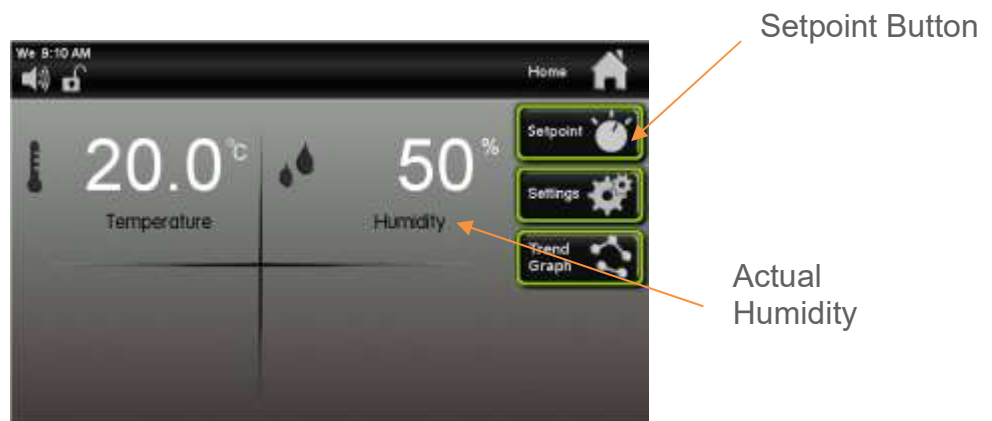 Setpoint Button
We 9:10 AM
Home
Setpoint
20.0 °C
50 %
Settings
Temperature
Humidity
Trend
Graph
Actual
Humidity